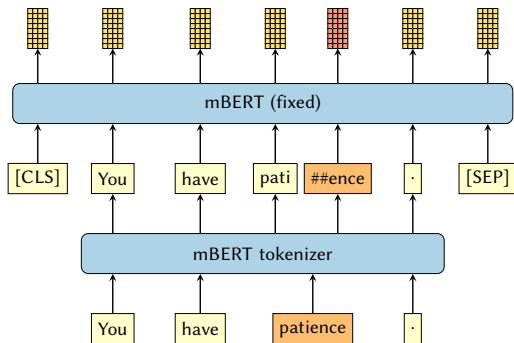 mBERT (fixed)
[CLS] You have pati ##ence . [SEP]
mBERT tokenizer
You have patience .